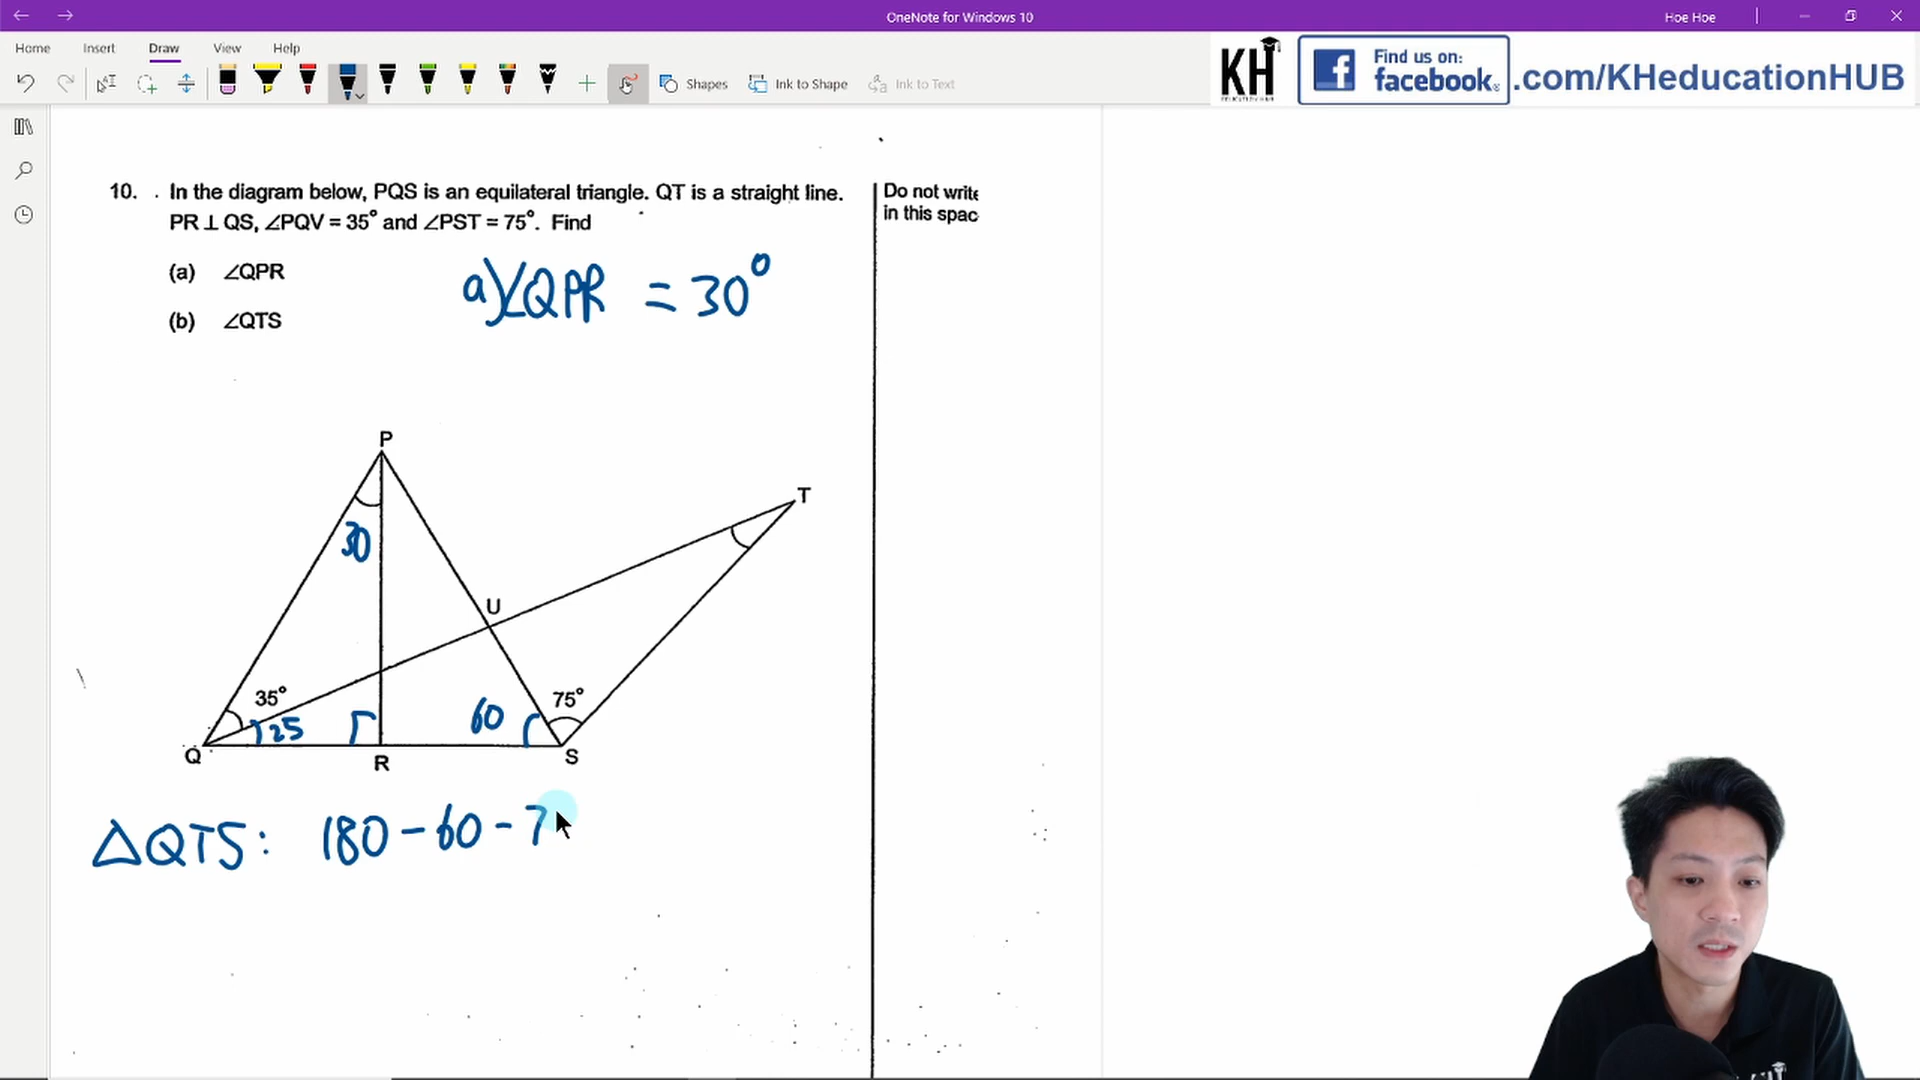 OneNote for Windows 10
Hoe Hoe
Home Insert Draw View Help
Shapes Ink to Shape Ink to Text
KH
EDUCATION HUB
Find us on:
facebook .com/KHeducationHUB
10. In the diagram below, PQS is an equilateral triangle. QT is a straight line.
PR ⊥ QS, ∠PQV = 35° and ∠PST = 75°. Find
Do not write
in this spac
(a) ∠QPR
(b) ∠QTS
a) ∠QPR = 30°
P
T
30
U
35°
75°
25
60
Q
R
S
△QTS: 180 - 60 - 7